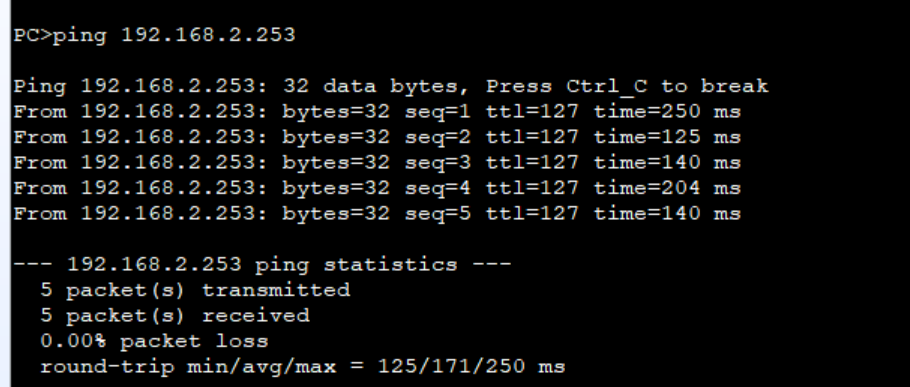 PC>ping 192.168.2.253
Ping 192.168.2.253: 32 data bytes, Press Ctrl_C to break
From 192.168.2.253: bytes=32 seq=1 ttl=127 time=250 ms
From 192.168.2.253: bytes=32 seq=2 ttl=127 time=125 ms
From 192.168.2.253: bytes=32 seq=3 ttl=127 time=140 ms
From 192.168.2.253: bytes=32 seq=4 ttl=127 time=204 ms
From 192.168.2.253: bytes=32 seq=5 ttl=127 time=140 ms
--- 192.168.2.253 ping statistics ---
5 packet(s) transmitted
5 packet(s) received
0.00% packet loss
round-trip min/avg/max = 125/171/250 ms